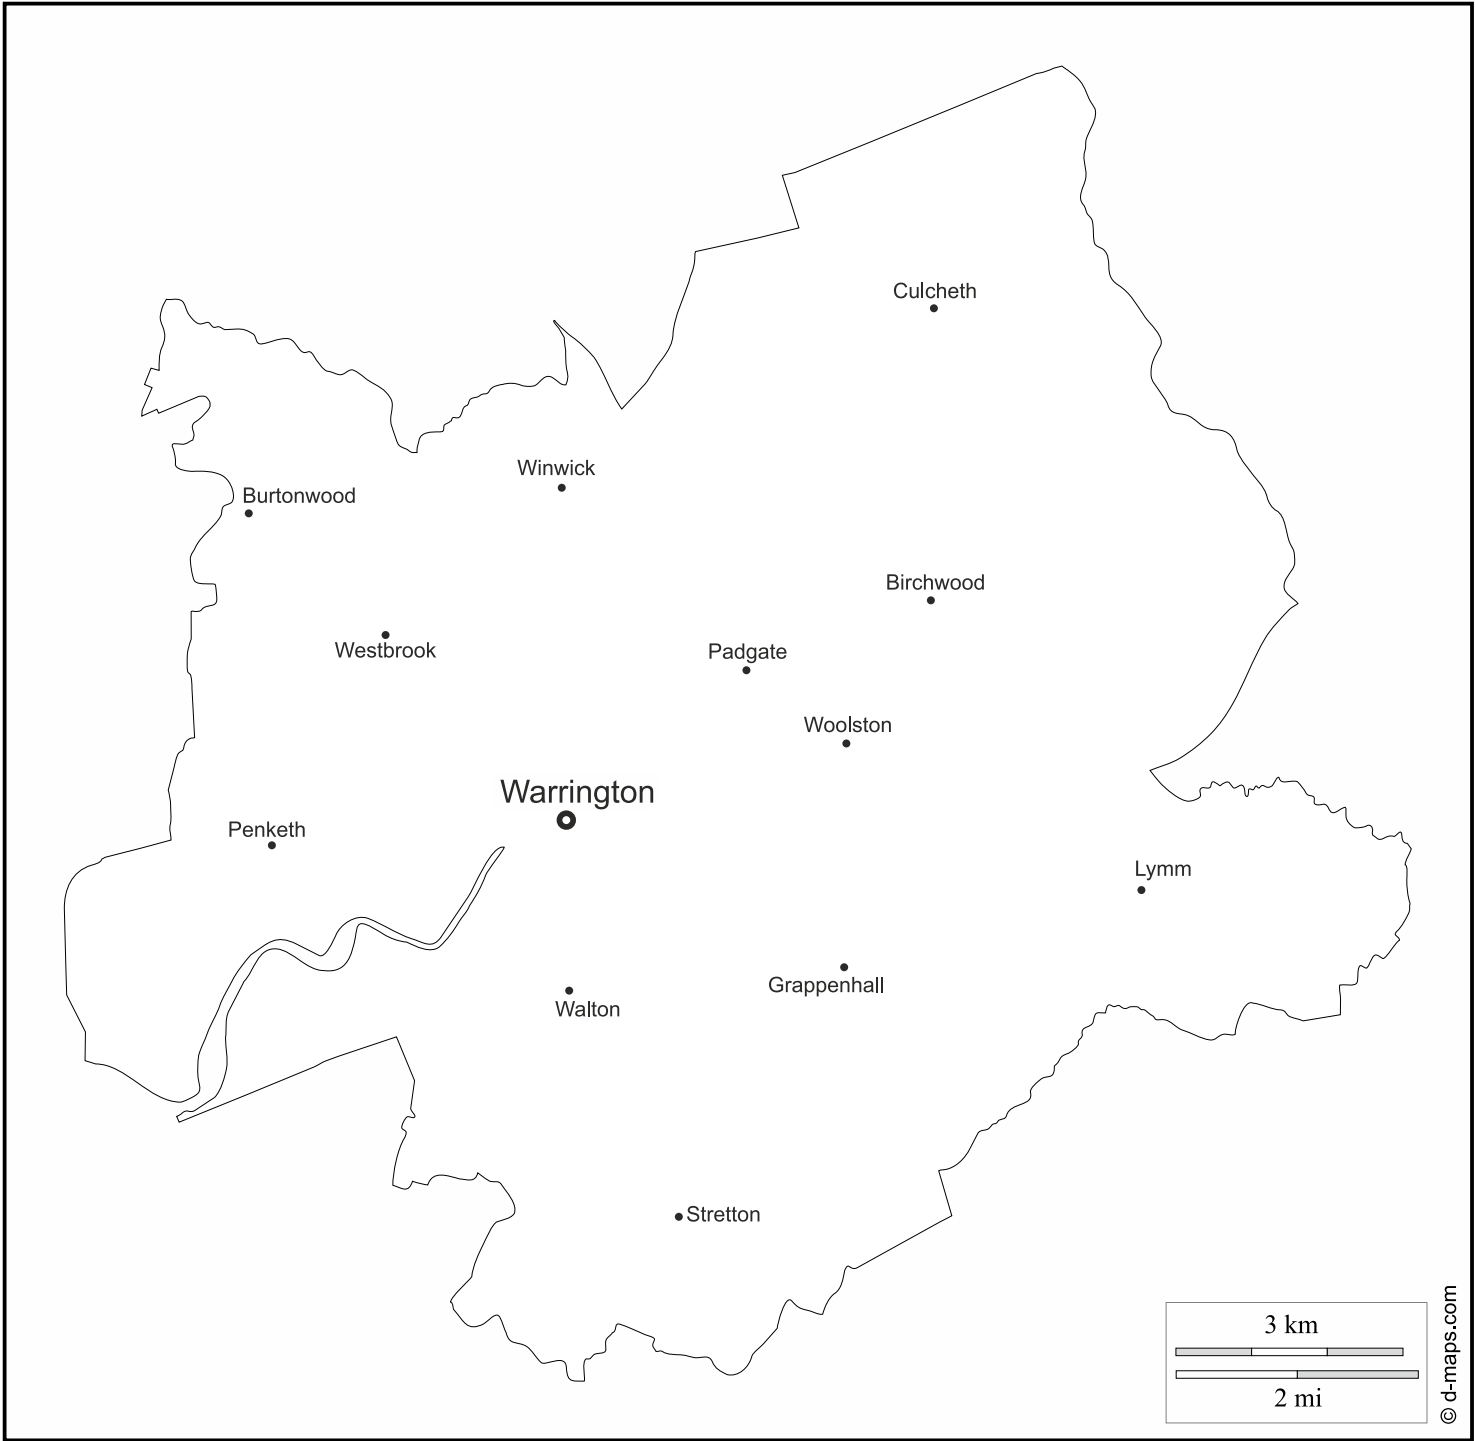 Culcheth
Winwick
Burtonwood
Birchwood
Westbrook
Padgate
Woolston
Warrington
Penketh
Lymm
Grappenhall
Walton
Stretton
3 km
2 mi
© d-maps.com